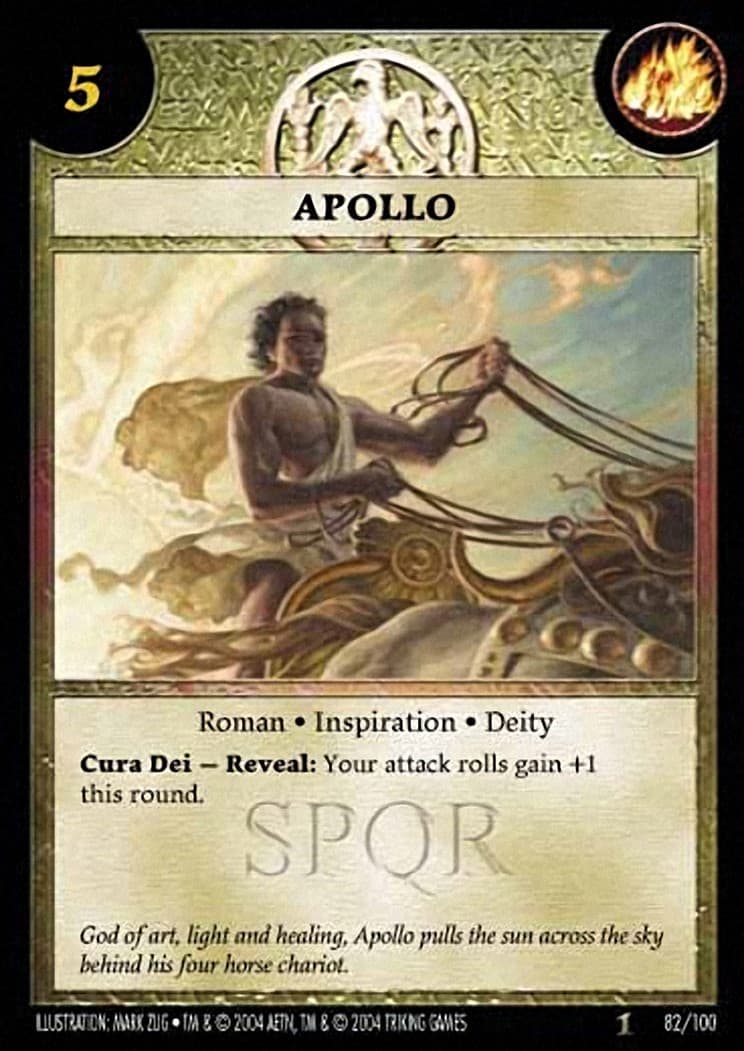 5
APOLLO
Roman • Inspiration • Deity
Cura Dei – Reveal: Your attack rolls gain +1
this round.
SPQR
God of art, light and healing, Apollo pulls the sun across the sky
behind his four horse chariot.
ILLUSTRATION: MARK ZUG • TM & © 2004 AETN, TM & © 2004 TRIKING GAMES 1 82/100